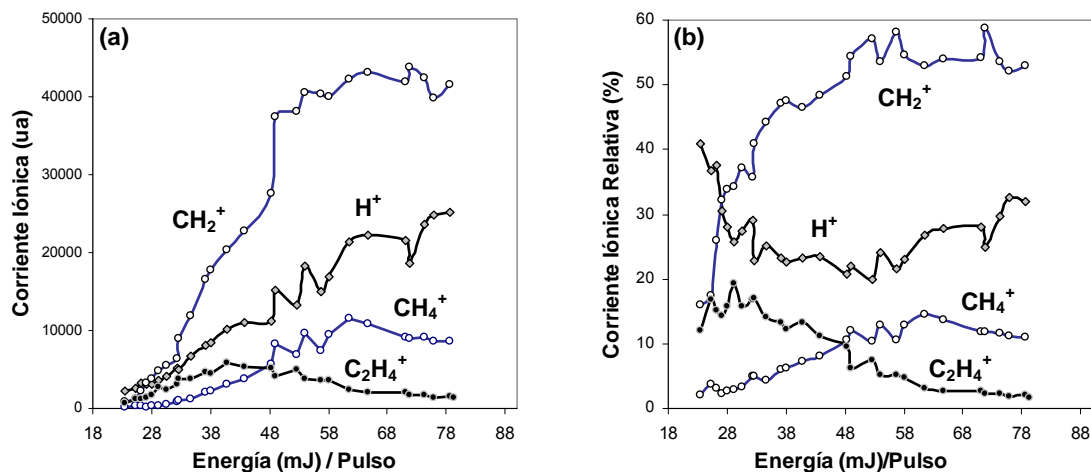 (a)
Corriente Iónica (ua)
50000
40000
30000
20000
10000
0
CH₂⁺
H⁺
CH₄⁺
C₂H₄⁺
18 28 38 48 58 68 78 88
Energía (mJ) / Pulso
(b)
Corriente Iónica Relativa (%)
60
50
40
30
20
10
0
CH₂⁺
H⁺
CH₄⁺
C₂H₄⁺
18 28 38 48 58 68 78 88
Energía (mJ)/Pulso